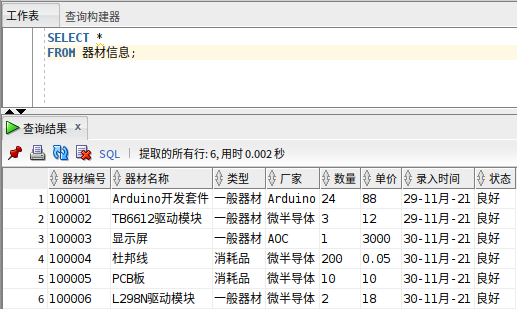 工作表 查询构建器
SELECT *
FROM 器材信息;
查询结果 x
SQL | 提取的所有行: 6, 用时 0.002 秒
器材编号 器材名称 类型 厂家 数量 单价 录入时间 状态
1 100001 Arduino开发套件 一般器材 Arduino 24 88 29-11月-21 良好
2 100002 TB6612驱动模块 一般器材 微半导体 3 12 29-11月-21 良好
3 100003 显示屏 一般器材 AOC 1 3000 30-11月-21 良好
4 100004 杜邦线 消耗品 微半导体 200 0.05 30-11月-21 良好
5 100005 PCB板 消耗品 微半导体 10 10 30-11月-21 良好
6 100006 L298N驱动模块 一般器材 微半导体 2 18 30-11月-21 良好